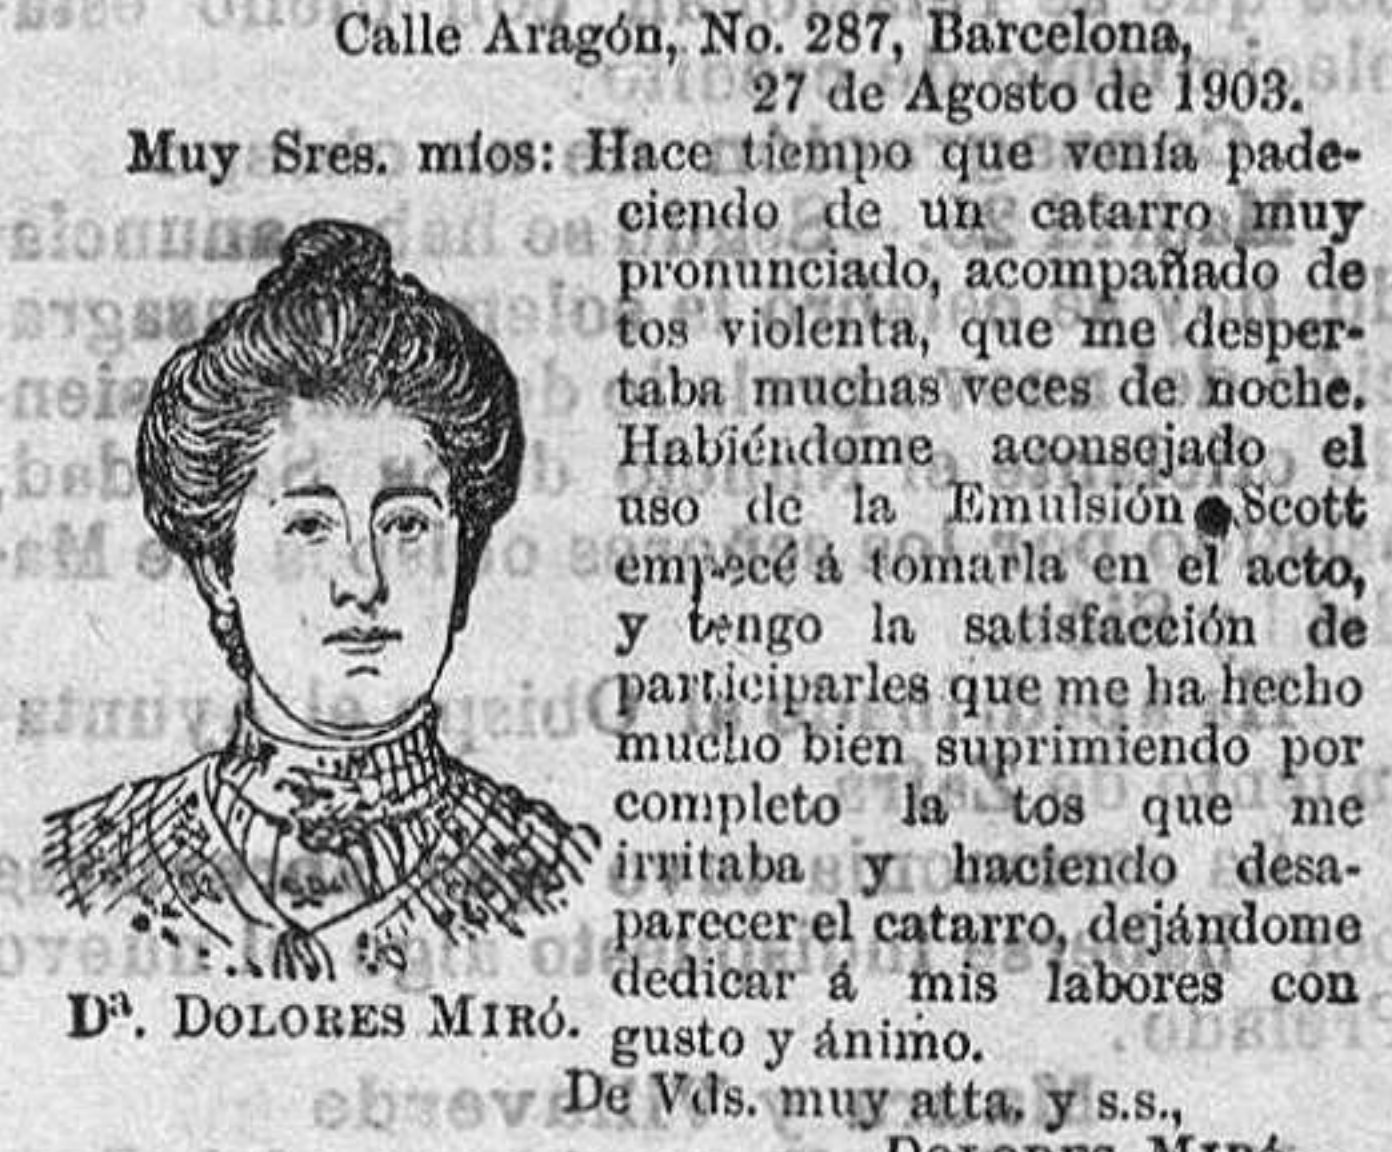 Calle Aragón, No. 287, Barcelona,
27 de Agosto de 1903.
Muy Sres. míos: Hace tiempo que venía pade-
ciendo de un catarro muy
pronunciado, acompañado de
tos violenta, que me desper-
taba muchas veces de noche.
Habiéndome aconsejado el
uso de la Emulsión Scott
empecé á tomarla en el acto,
y tengo la satisfacción de
participarles que me ha hecho
mucho bien suprimiendo por
completo la tos que me
irritaba y haciendo desa-
parecer el catarro, dejándome
dedicar á mis labores con
gusto y ánimo.
Dª. DOLORES MIRÓ.
De Vds. muy atta. y s.s.,
DOLORES MIRÓ